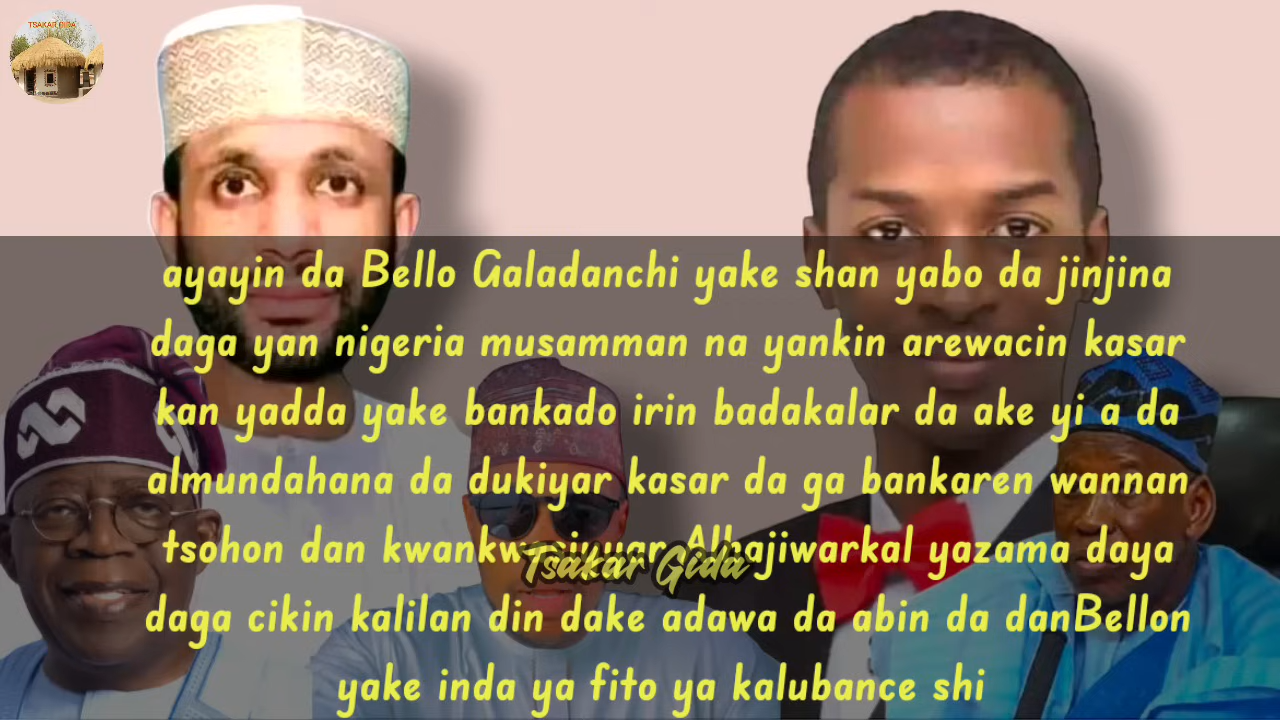 TSAKAR GIDA
ayayin da Bello Galadanchi yake shan yabo da jinjina
daga yan nigeria musamman na yankin arewacin kasar
kan yadda yake bankado irin badakalar da ake yi a da
almundahana da dukiyar kasar da ga bankaren wannan
tsohon dan Alhajiwarkal yazama daya
Tsakar Gida
daga cikin kalilan din dake adawa da abin da danBellon
yake inda ya fito ya kalubance shi